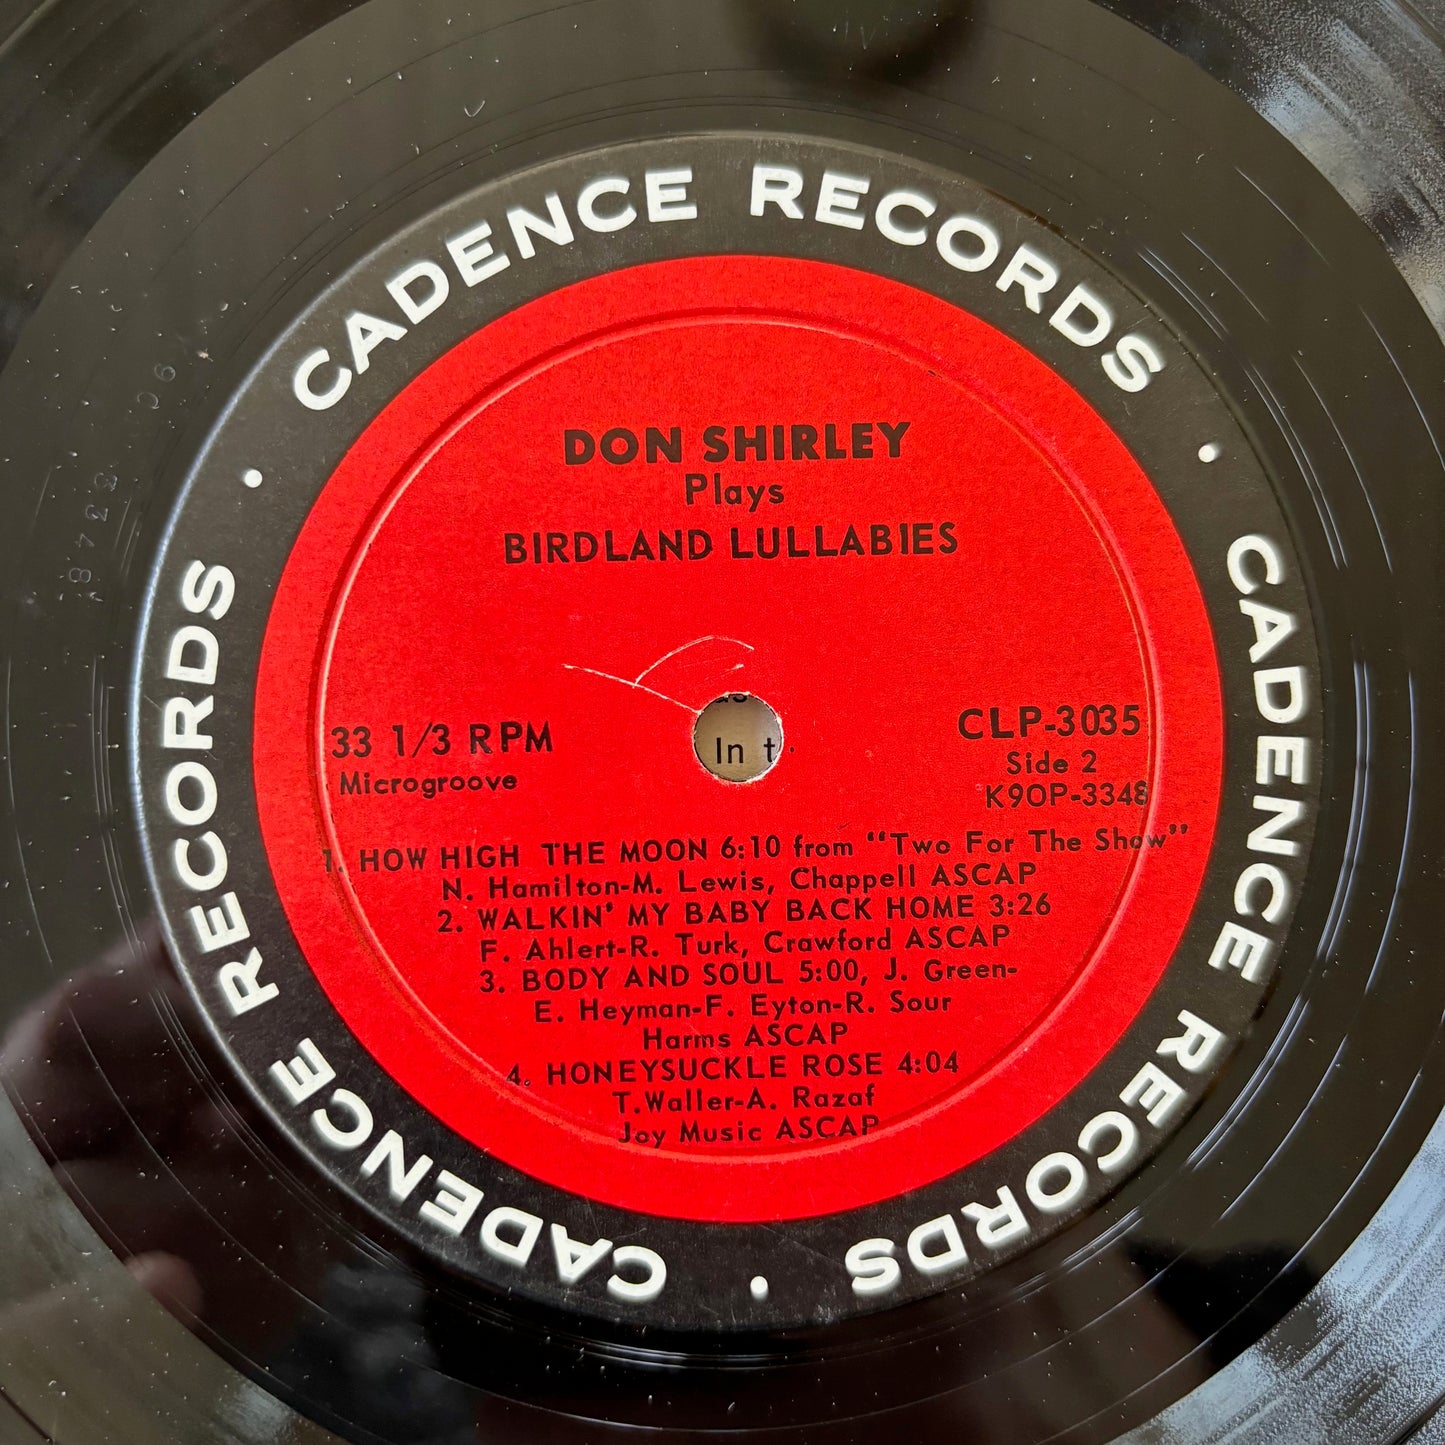 CADENCE RECORDS • CADENCE RECORDS • CADENCE RECORDS •
DON SHIRLEY
Plays
BIRDLAND LULLABIES
33 1/3 RPM
Microgroove
In t
CLP-3035
Side 2
K9OP-3348
1. HOW HIGH THE MOON 6:10 from "Two For The Show"
N. Hamilton-M. Lewis, Chappell ASCAP
2. WALKIN' MY BABY BACK HOME 3:26
F. Ahlert-R. Turk, Crawford ASCAP
3. BODY AND SOUL 5:00, J. Green-
E. Heyman-F. Eyton-R. Sour
Harms ASCAP
4. HONEYSUCKLE ROSE 4:04
T.Waller-A. Razaf
Joy Music ASCAP